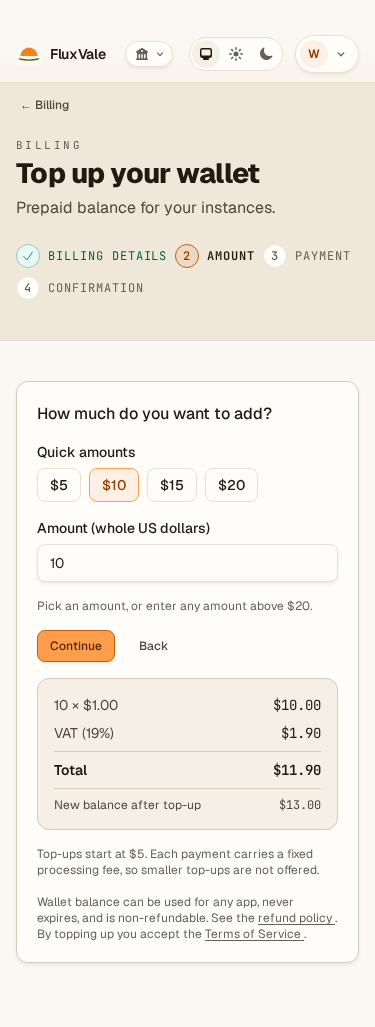 FluxVale
W
← Billing
BILLING
Top up your wallet
Prepaid balance for your instances.
BILLING DETAILS 2 AMOUNT 3 PAYMENT
4 CONFIRMATION
How much do you want to add?
Quick amounts
$5 $10 $15 $20
Amount (whole US dollars)
10
Pick an amount, or enter any amount above $20.
Continue Back
10 × $1.00 $10.00
VAT (19%) $1.90
Total $11.90
New balance after top-up $13.00
Top-ups start at $5. Each payment carries a fixed
processing fee, so smaller top-ups are not offered.
Wallet balance can be used for any app, never
expires, and is non-refundable. See the refund policy .
By topping up you accept the Terms of Service .